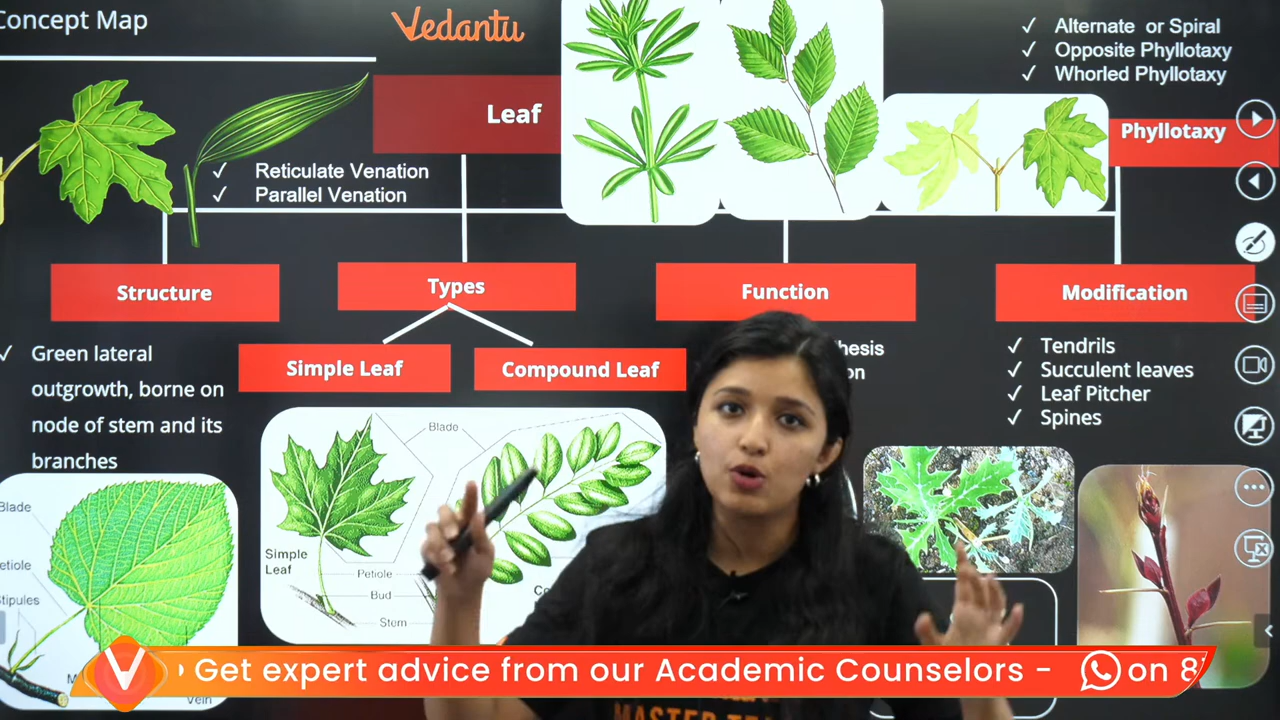 Concept Map
Vedantu
Leaf
✓ Alternate or Spiral
✓ Opposite Phyllotaxy
✓ Whorled Phyllotaxy
Phyllotaxy
✓ Reticulate Venation
✓ Parallel Venation
Structure
Types
Function
Modification
✓ Green lateral
outgrowth, borne on
node of stem and its
branches
Simple Leaf
Compound Leaf
✓ Tendrils
✓ Succulent leaves
✓ Leaf Pitcher
✓ Spines
Blade
Simple
Leaf
Petiole
Bud
Stem
Blade
Petiole
Stipules
Vein
Get expert advice from our Academic Counselors -
on 8
MASTER